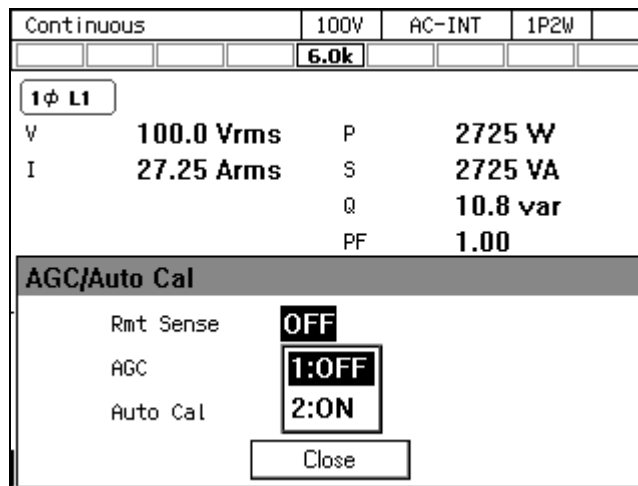 Continuous 100V AC-INT 1P2W
6.0k
1ϕ L1
V 100.0 Vrms P 2725 W
I 27.25 Arms S 2725 VA
Q 10.8 var
PF 1.00
AGC/Auto Cal
Rmt Sense OFF
AGC 1:OFF
Auto Cal 2:ON
Close